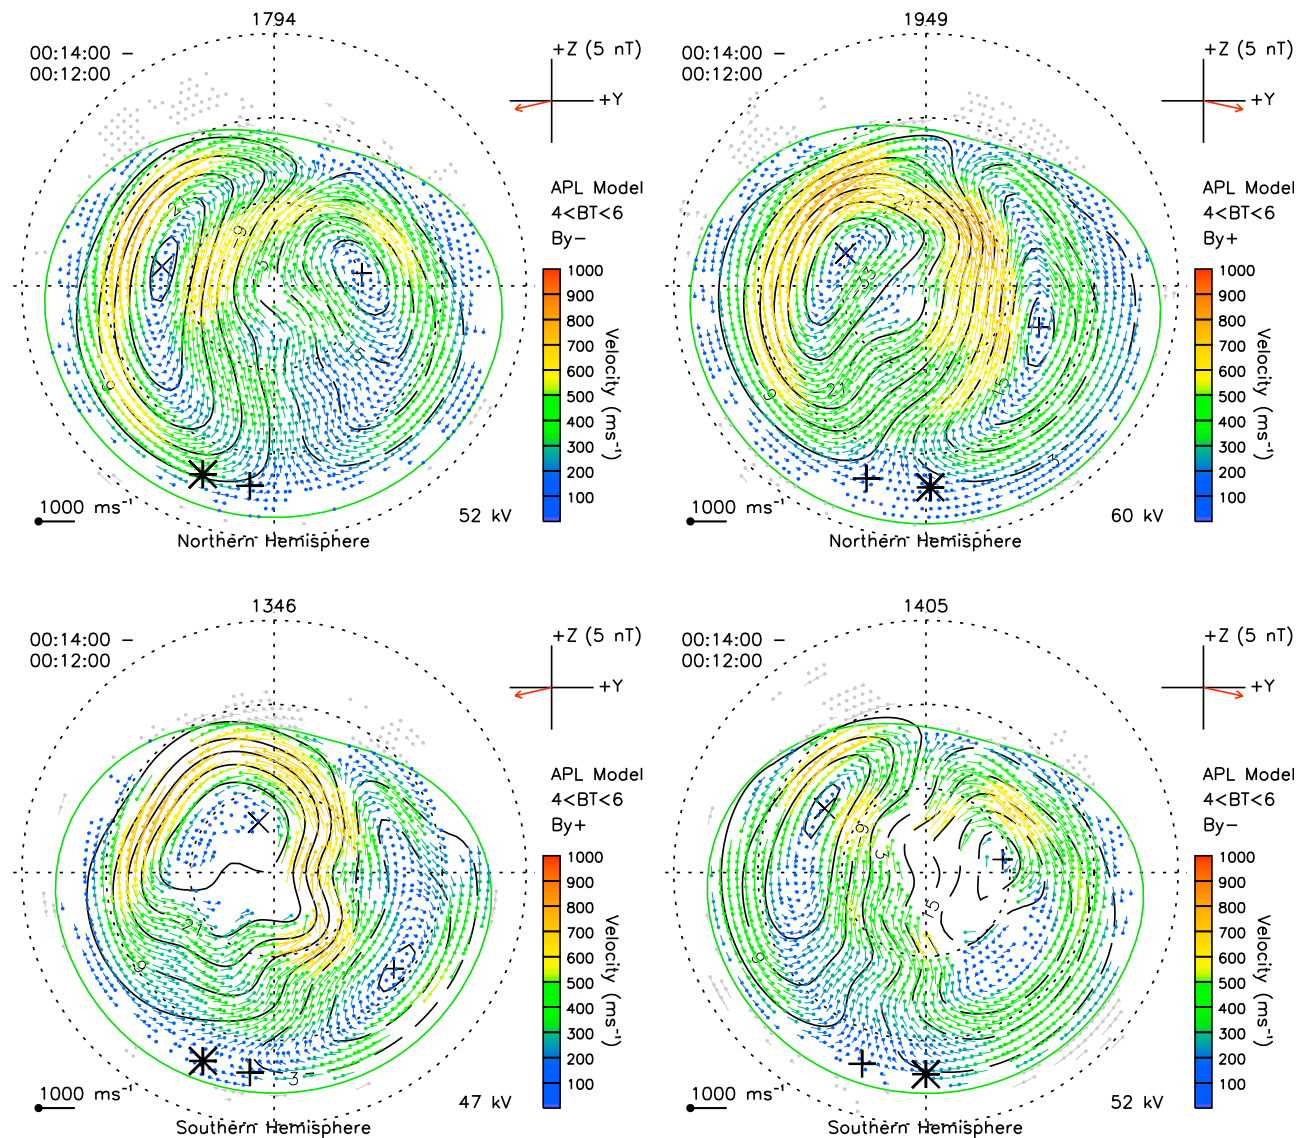 1794
00:14:00 -
00:12:00
+Z (5 nT)
+Y
APL Model
4<BT<6
By-
1000
900
800
700
600
500
400
300
200
100
Velocity (ms⁻¹)
1000 ms⁻¹
52 kV
Northern Hemisphere
1949
00:14:00 -
00:12:00
+Z (5 nT)
+Y
APL Model
4<BT<6
By+
1000
900
800
700
600
500
400
300
200
100
Velocity (ms⁻¹)
1000 ms⁻¹
60 kV
Northern Hemisphere
1346
00:14:00 -
00:12:00
+Z (5 nT)
+Y
APL Model
4<BT<6
By+
1000
900
800
700
600
500
400
300
200
100
Velocity (ms⁻¹)
1000 ms⁻¹
47 kV
Southern Hemisphere
1405
00:14:00 -
00:12:00
+Z (5 nT)
+Y
APL Model
4<BT<6
By-
1000
900
800
700
600
500
400
300
200
100
Velocity (ms⁻¹)
1000 ms⁻¹
52 kV
Southern Hemisphere